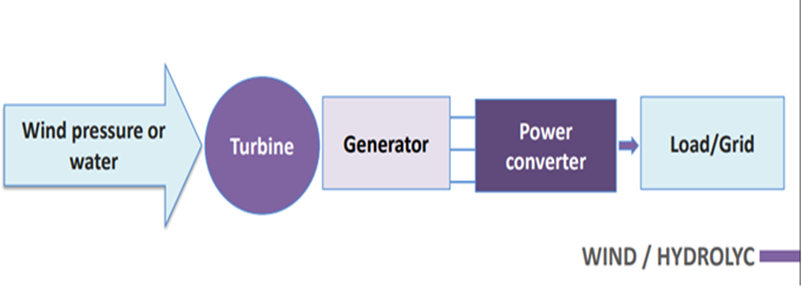 Wind pressure or
water
Turbine
Generator
Power
converter
Load/Grid
WIND / HYDROLYC